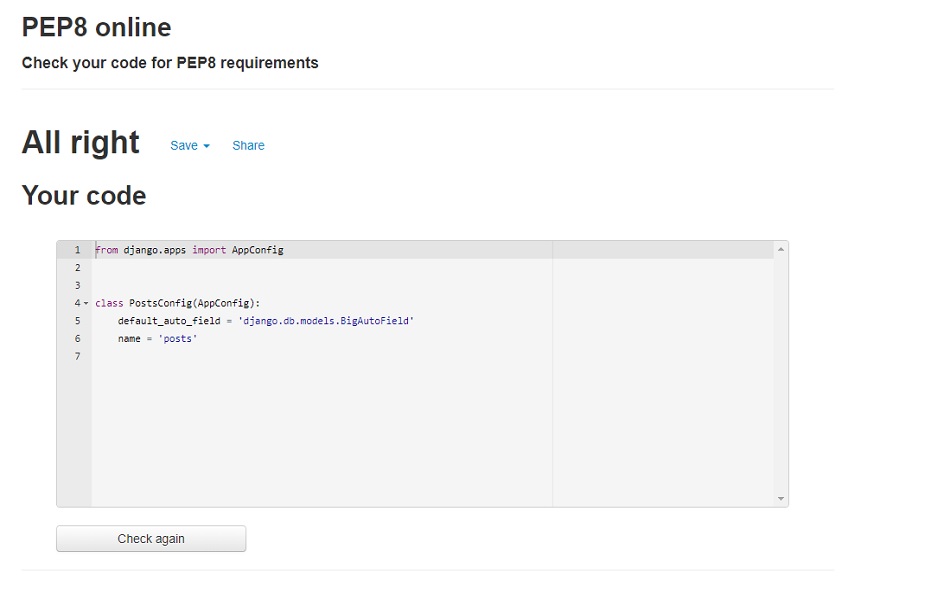 PEP8 online
Check your code for PEP8 requirements
All right Save Share
Your code
1 from django.apps import AppConfig
2
3
4 class PostsConfig(AppConfig):
5     default_auto_field = 'django.db.models.BigAutoField'
6     name = 'posts'
7
Check again